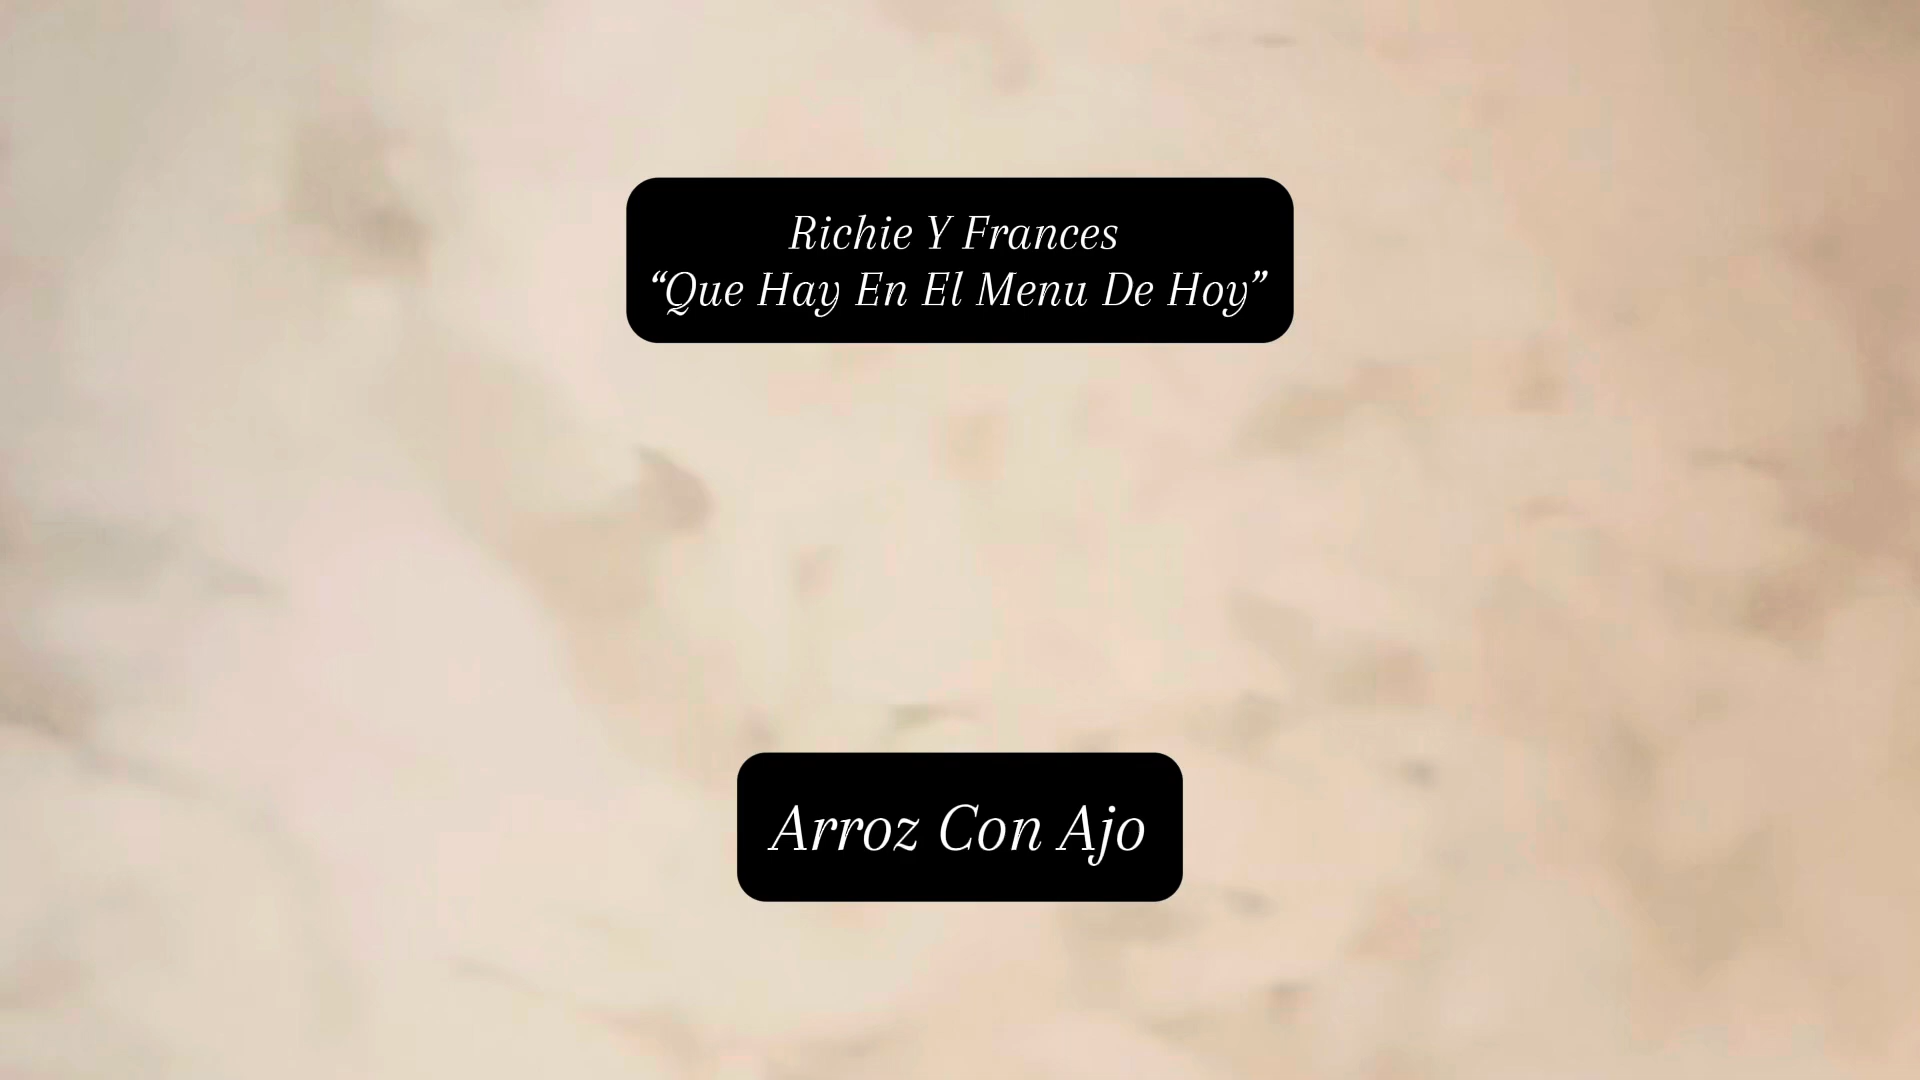 Richie Y Frances
“Que Hay En El Menu De Hoy”
Arroz Con Ajo